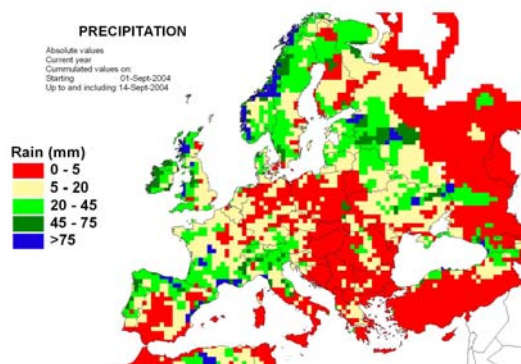 PRECIPITATION
Absolute values
Current year
Cummulated values on:
Starting 01-Sept-2004
Up to and including 14-Sept-2004
Rain (mm)
0 - 5
5 - 20
20 - 45
45 - 75
>75